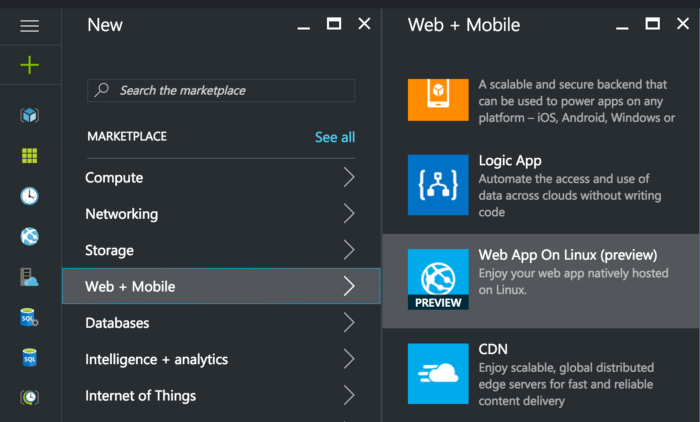 New
Search the marketplace
MARKETPLACE
See all
Compute
Networking
Storage
Web + Mobile
Databases
Intelligence + analytics
Internet of Things
Web + Mobile
A scalable and secure backend that
can be used to power apps on any
platform – iOS, Android, Windows or
Logic App
Automate the access and use of
data across clouds without writing
code
PREVIEW
Web App On Linux (preview)
Enjoy your web app natively hosted
on Linux.
CDN
Enjoy scalable, global distributed
edge servers for fast and reliable
content delivery
SQL
SQL